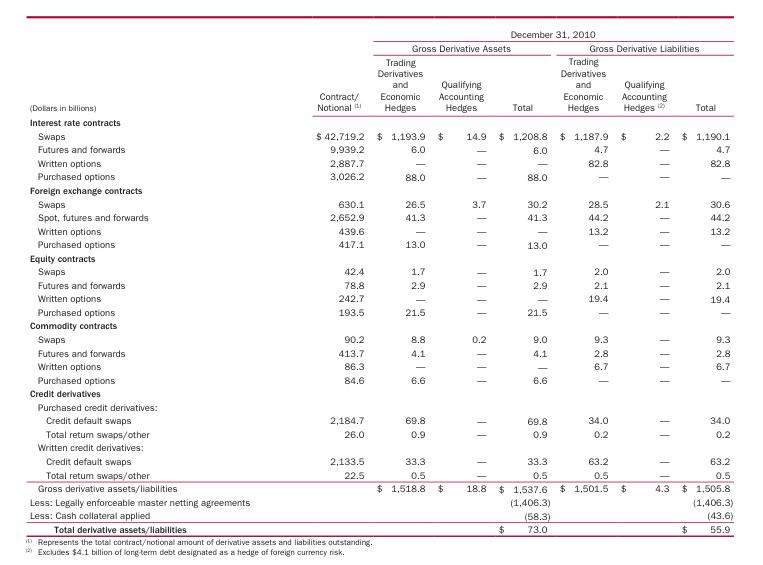 December 31, 2010
Gross Derivative Assets Gross Derivative Liabilities
Trading Trading
Derivatives Derivatives
and Qualifying and Qualifying
Contract/ Economic Accounting Economic Accounting
(Dollars in billions) Notional (1) Hedges Hedges Total Hedges Hedges (2) Total
Interest rate contracts
Swaps $ 42,719.2 $ 1,193.9 $ 14.9 $ 1,208.8 $ 1,187.9 $ 2.2 $ 1,190.1
Futures and forwards 9,939.2 6.0 — 6.0 4.7 — 4.7
Written options 2,887.7 — — — 82.8 — 82.8
Purchased options 3,026.2 88.0 — 88.0 — — —
Foreign exchange contracts
Swaps 630.1 26.5 3.7 30.2 28.5 2.1 30.6
Spot, futures and forwards 2,652.9 41.3 — 41.3 44.2 — 44.2
Written options 439.6 — — — 13.2 — 13.2
Purchased options 417.1 13.0 — 13.0 — — —
Equity contracts
Swaps 42.4 1.7 — 1.7 2.0 — 2.0
Futures and forwards 78.8 2.9 — 2.9 2.1 — 2.1
Written options 242.7 — — — 19.4 — 19.4
Purchased options 193.5 21.5 — 21.5 — — —
Commodity contracts
Swaps 90.2 8.8 0.2 9.0 9.3 — 9.3
Futures and forwards 413.7 4.1 — 4.1 2.8 — 2.8
Written options 86.3 — — — 6.7 — 6.7
Purchased options 84.6 6.6 — 6.6 — — —
Credit derivatives
Purchased credit derivatives:
Credit default swaps 2,184.7 69.8 — 69.8 34.0 — 34.0
Total return swaps/other 26.0 0.9 — 0.9 0.2 — 0.2
Written credit derivatives:
Credit default swaps 2,133.5 33.3 — 33.3 63.2 — 63.2
Total return swaps/other 22.5 0.5 — 0.5 0.5 — 0.5
Gross derivative assets/liabilities $ 1,518.8 $ 18.8 $ 1,537.6 $ 1,501.5 $ 4.3 $ 1,505.8
Less: Legally enforceable master netting agreements (1,406.3) (1,406.3)
Less: Cash collateral applied (58.3) (43.6)
Total derivative assets/liabilities $ 73.0 $ 55.9
(1) Represents the total contract/notional amount of derivative assets and liabilities outstanding.
(2) Excludes $4.1 billion of long-term debt designated as a hedge of foreign currency risk.